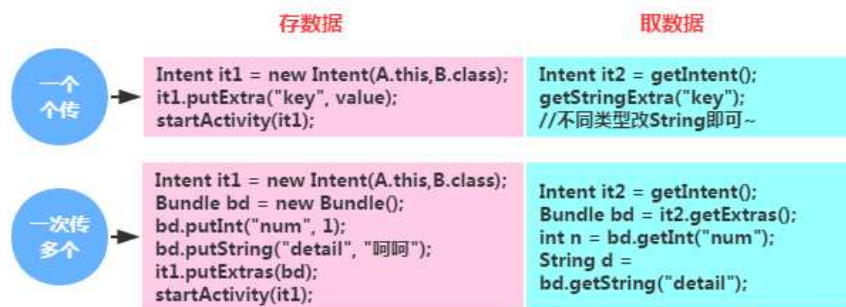 存数据
取数据
一个
个传
Intent it1 = new Intent(A.this,B.class);
it1.putExtra("key", value);
startActivity(it1);
Intent it2 = getIntent();
getStringExtra("key");
//不同类型改String即可~
一次传
多个
Intent it1 = new Intent(A.this,B.class);
Bundle bd = new Bundle();
bd.putInt("num", 1);
bd.putString("detail", "呵呵");
it1.putExtras(bd);
startActivity(it1);
Intent it2 = getIntent();
Bundle bd = it2.getExtras();
int n = bd.getInt("num");
String d =
bd.getString("detail");